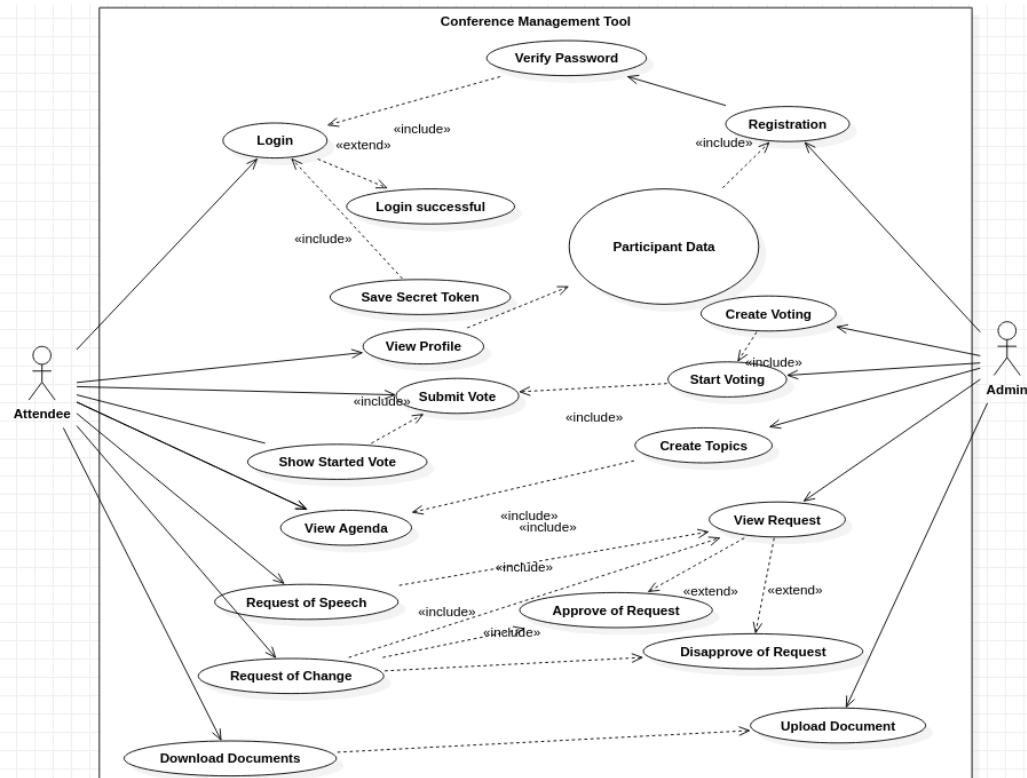 Conference Management Tool
Verify Password
Registration
«include»
Login
«extend»
«include»
Login successful
«include»
Participant Data
Save Secret Token
Create Voting
View Profile
«include»
Start Voting
Submit Vote
«include»
Attendee
Admin
«include»
Create Topics
Show Started Vote
View Agenda
«include»
«include»
View Request
«include»
«extend»
«extend»
Request of Speech
«include»
Approve of Request
«include»
Disapprove of Request
Request of Change
Upload Document
Download Documents